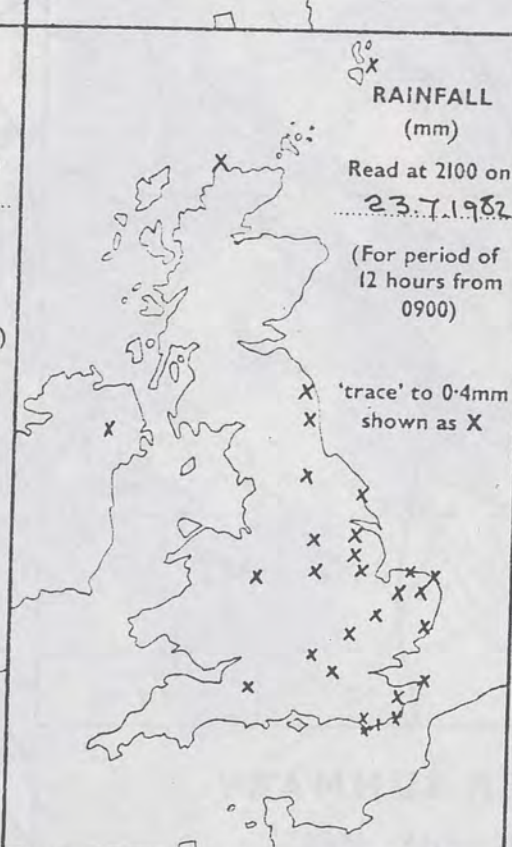 RAINFALL
(mm)
Read at 2100 on
23.7.1982
(For period of
12 hours from
0900)
'trace' to 0·4mm
shown as X